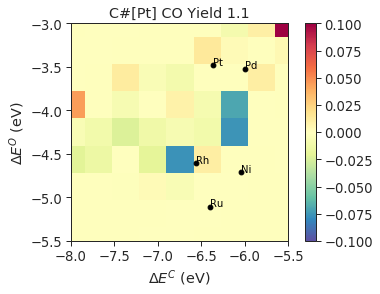 C#[Pt] CO Yield 1.1
−3.0
−3.5
−4.0
−4.5
−5.0
−5.5
ΔE^O (eV)
Pt
Pd
Rh
Ni
Ru
−8.0 −7.5 −7.0 −6.5 −6.0 −5.5
ΔE^C (eV)
0.100
0.075
0.050
0.025
0.000
−0.025
−0.050
−0.075
−0.100